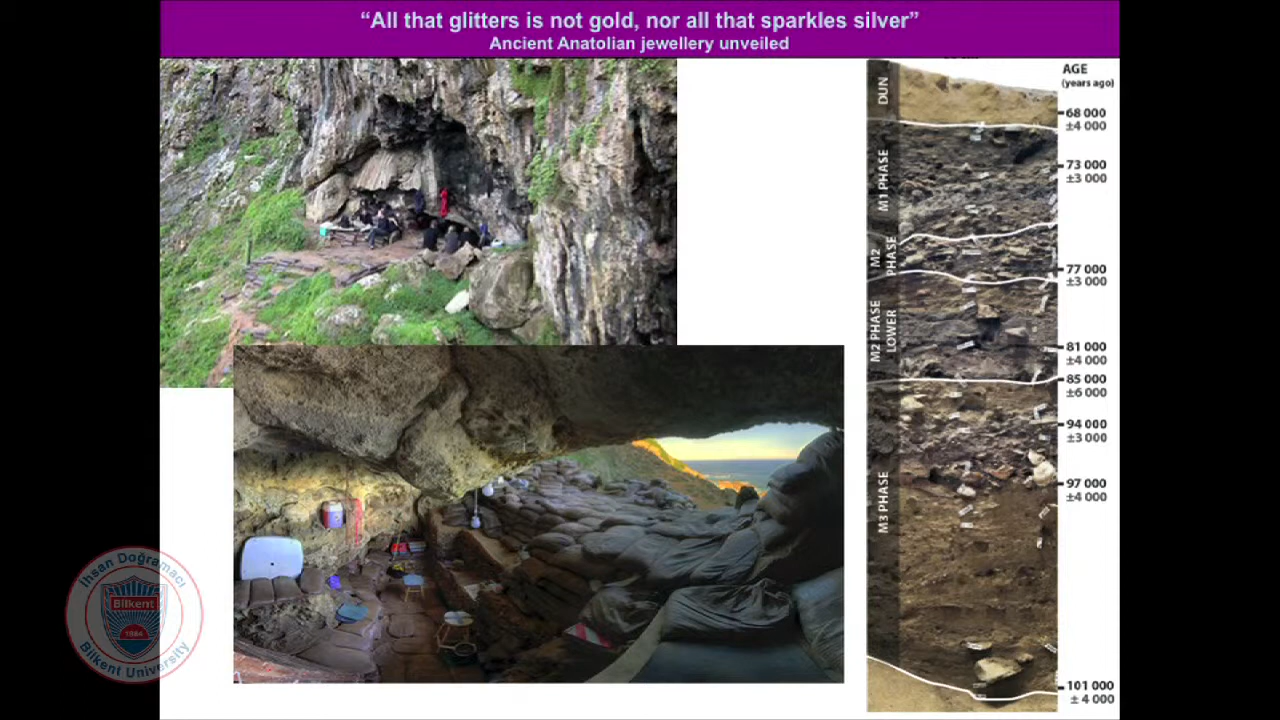 “All that glitters is not gold, nor all that sparkles silver”
Ancient Anatolian jewellery unveiled
AGE
(years ago)
DUN
68 000
±4 000
M1 PHASE
73 000
±3 000
M2
PHASE
77 000
±3 000
M2 PHASE
LOWER
81 000
±4 000
85 000
±6 000
94 000
±3 000
M3 PHASE
97 000
±4 000
101 000
± 4 000
İhsan Doğramacı
Bilkent
1984
Bilkent University